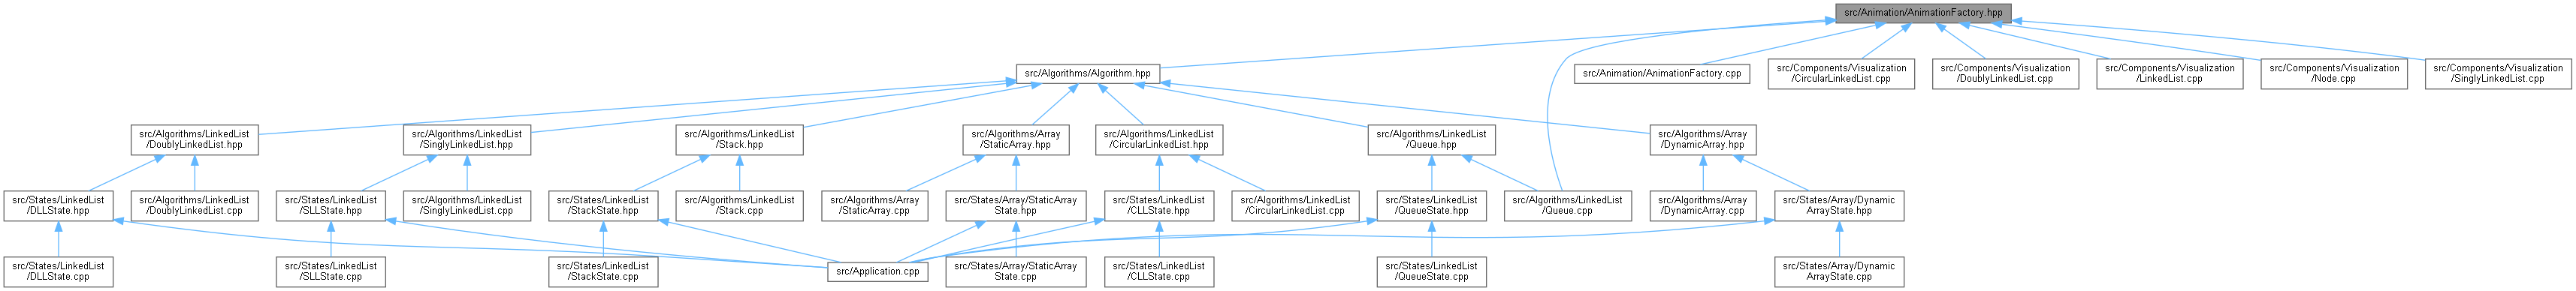 src/Animation/AnimationFactory.hpp
src/Algorithms/Algorithm.hpp
src/Animation/AnimationFactory.cpp
src/Components/Visualization
/CircularLinkedList.cpp
src/Components/Visualization
/DoublyLinkedList.cpp
src/Components/Visualization
/LinkedList.cpp
src/Components/Visualization
/Node.cpp
src/Components/Visualization
/SinglyLinkedList.cpp
src/Algorithms/LinkedList
/DoublyLinkedList.hpp
src/Algorithms/LinkedList
/SinglyLinkedList.hpp
src/Algorithms/LinkedList
/Stack.hpp
src/Algorithms/Array
/StaticArray.hpp
src/Algorithms/LinkedList
/CircularLinkedList.hpp
src/Algorithms/LinkedList
/Queue.hpp
src/Algorithms/Array
/DynamicArray.hpp
src/States/LinkedList
/DLLState.hpp
src/Algorithms/LinkedList
/DoublyLinkedList.cpp
src/States/LinkedList
/SLLState.hpp
src/Algorithms/LinkedList
/SinglyLinkedList.cpp
src/States/LinkedList
/StackState.hpp
src/Algorithms/LinkedList
/Stack.cpp
src/Algorithms/Array
/StaticArray.cpp
src/States/Array/StaticArray
State.hpp
src/States/LinkedList
/CLLState.hpp
src/Algorithms/LinkedList
/CircularLinkedList.cpp
src/States/LinkedList
/QueueState.hpp
src/Algorithms/LinkedList
/Queue.cpp
src/Algorithms/Array
/DynamicArray.cpp
src/States/Array/Dynamic
ArrayState.hpp
src/States/LinkedList
/DLLState.cpp
src/States/LinkedList
/SLLState.cpp
src/States/LinkedList
/StackState.cpp
src/Application.cpp
src/States/Array/StaticArray
State.cpp
src/States/LinkedList
/CLLState.cpp
src/States/LinkedList
/QueueState.cpp
src/States/Array/Dynamic
ArrayState.cpp